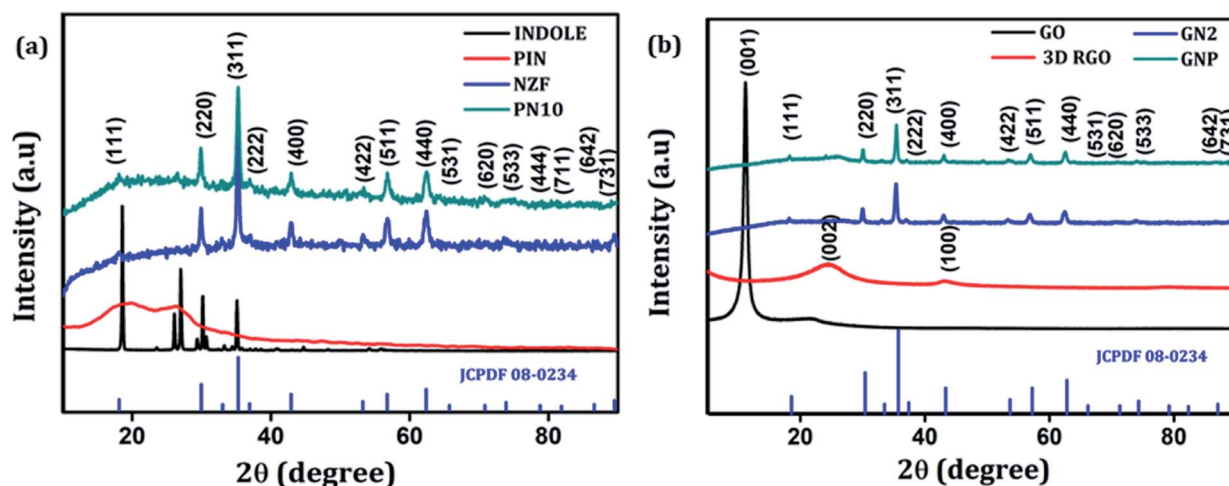 (a)
INDOLE
PIN
NZF
PN10
(111)
(220)
(311)
(222)
(400)
(422)
(511)
(440)
(531)
(620)
(533)
(444)
(711)
(642)
(731)
JCPDF 08-0234
Intensity (a.u)
20
40
60
80
2θ (degree)
(b)
GO
3D RGO
GN2
GNP
(001)
(111)
(220)
(311)
(222)
(400)
(422)
(511)
(440)
(531)
(620)
(533)
(642)
(731)
(002)
(100)
JCPDF 08-0234
Intensity (a.u)
20
40
60
80
2θ (degree)